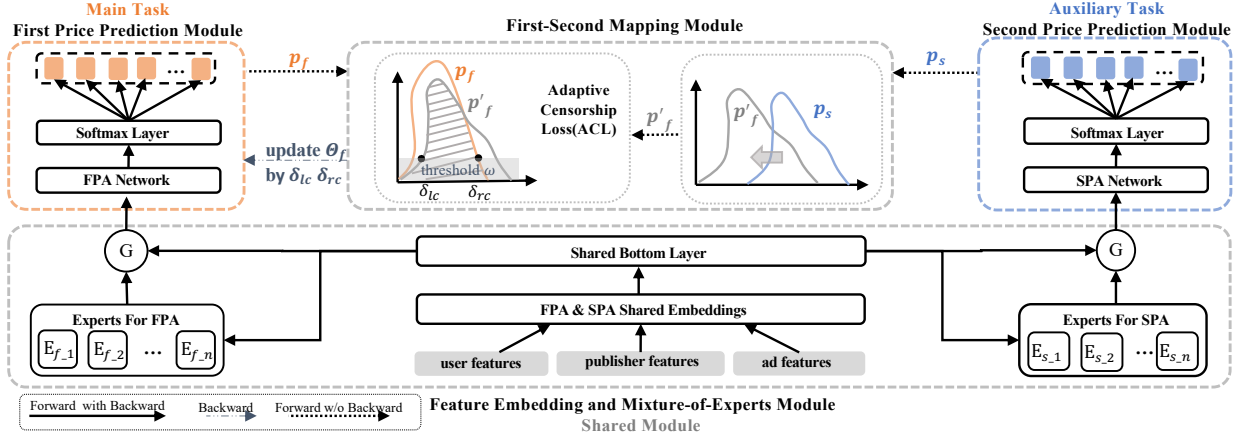 Main Task
First Price Prediction Module
...
Softmax Layer
FPA Network
p_f
update Θ_f
by δ_lc δ_rc
First-Second Mapping Module
p_f
p'_f
threshold ω
δ_lc
δ_rc
Adaptive
Censorship
Loss(ACL)
p'_f
p'_f
p_s
p_s
Auxiliary Task
Second Price Prediction Module
...
Softmax Layer
SPA Network
G
Shared Bottom Layer
G
FPA & SPA Shared Embeddings
Experts For FPA
E_f_1 E_f_2 ... E_f_n
user features
publisher features
ad features
Experts For SPA
E_s_1 E_s_2 ... E_s_n
Forward with Backward
Backward
Forward w/o Backward
Feature Embedding and Mixture-of-Experts Module
Shared Module